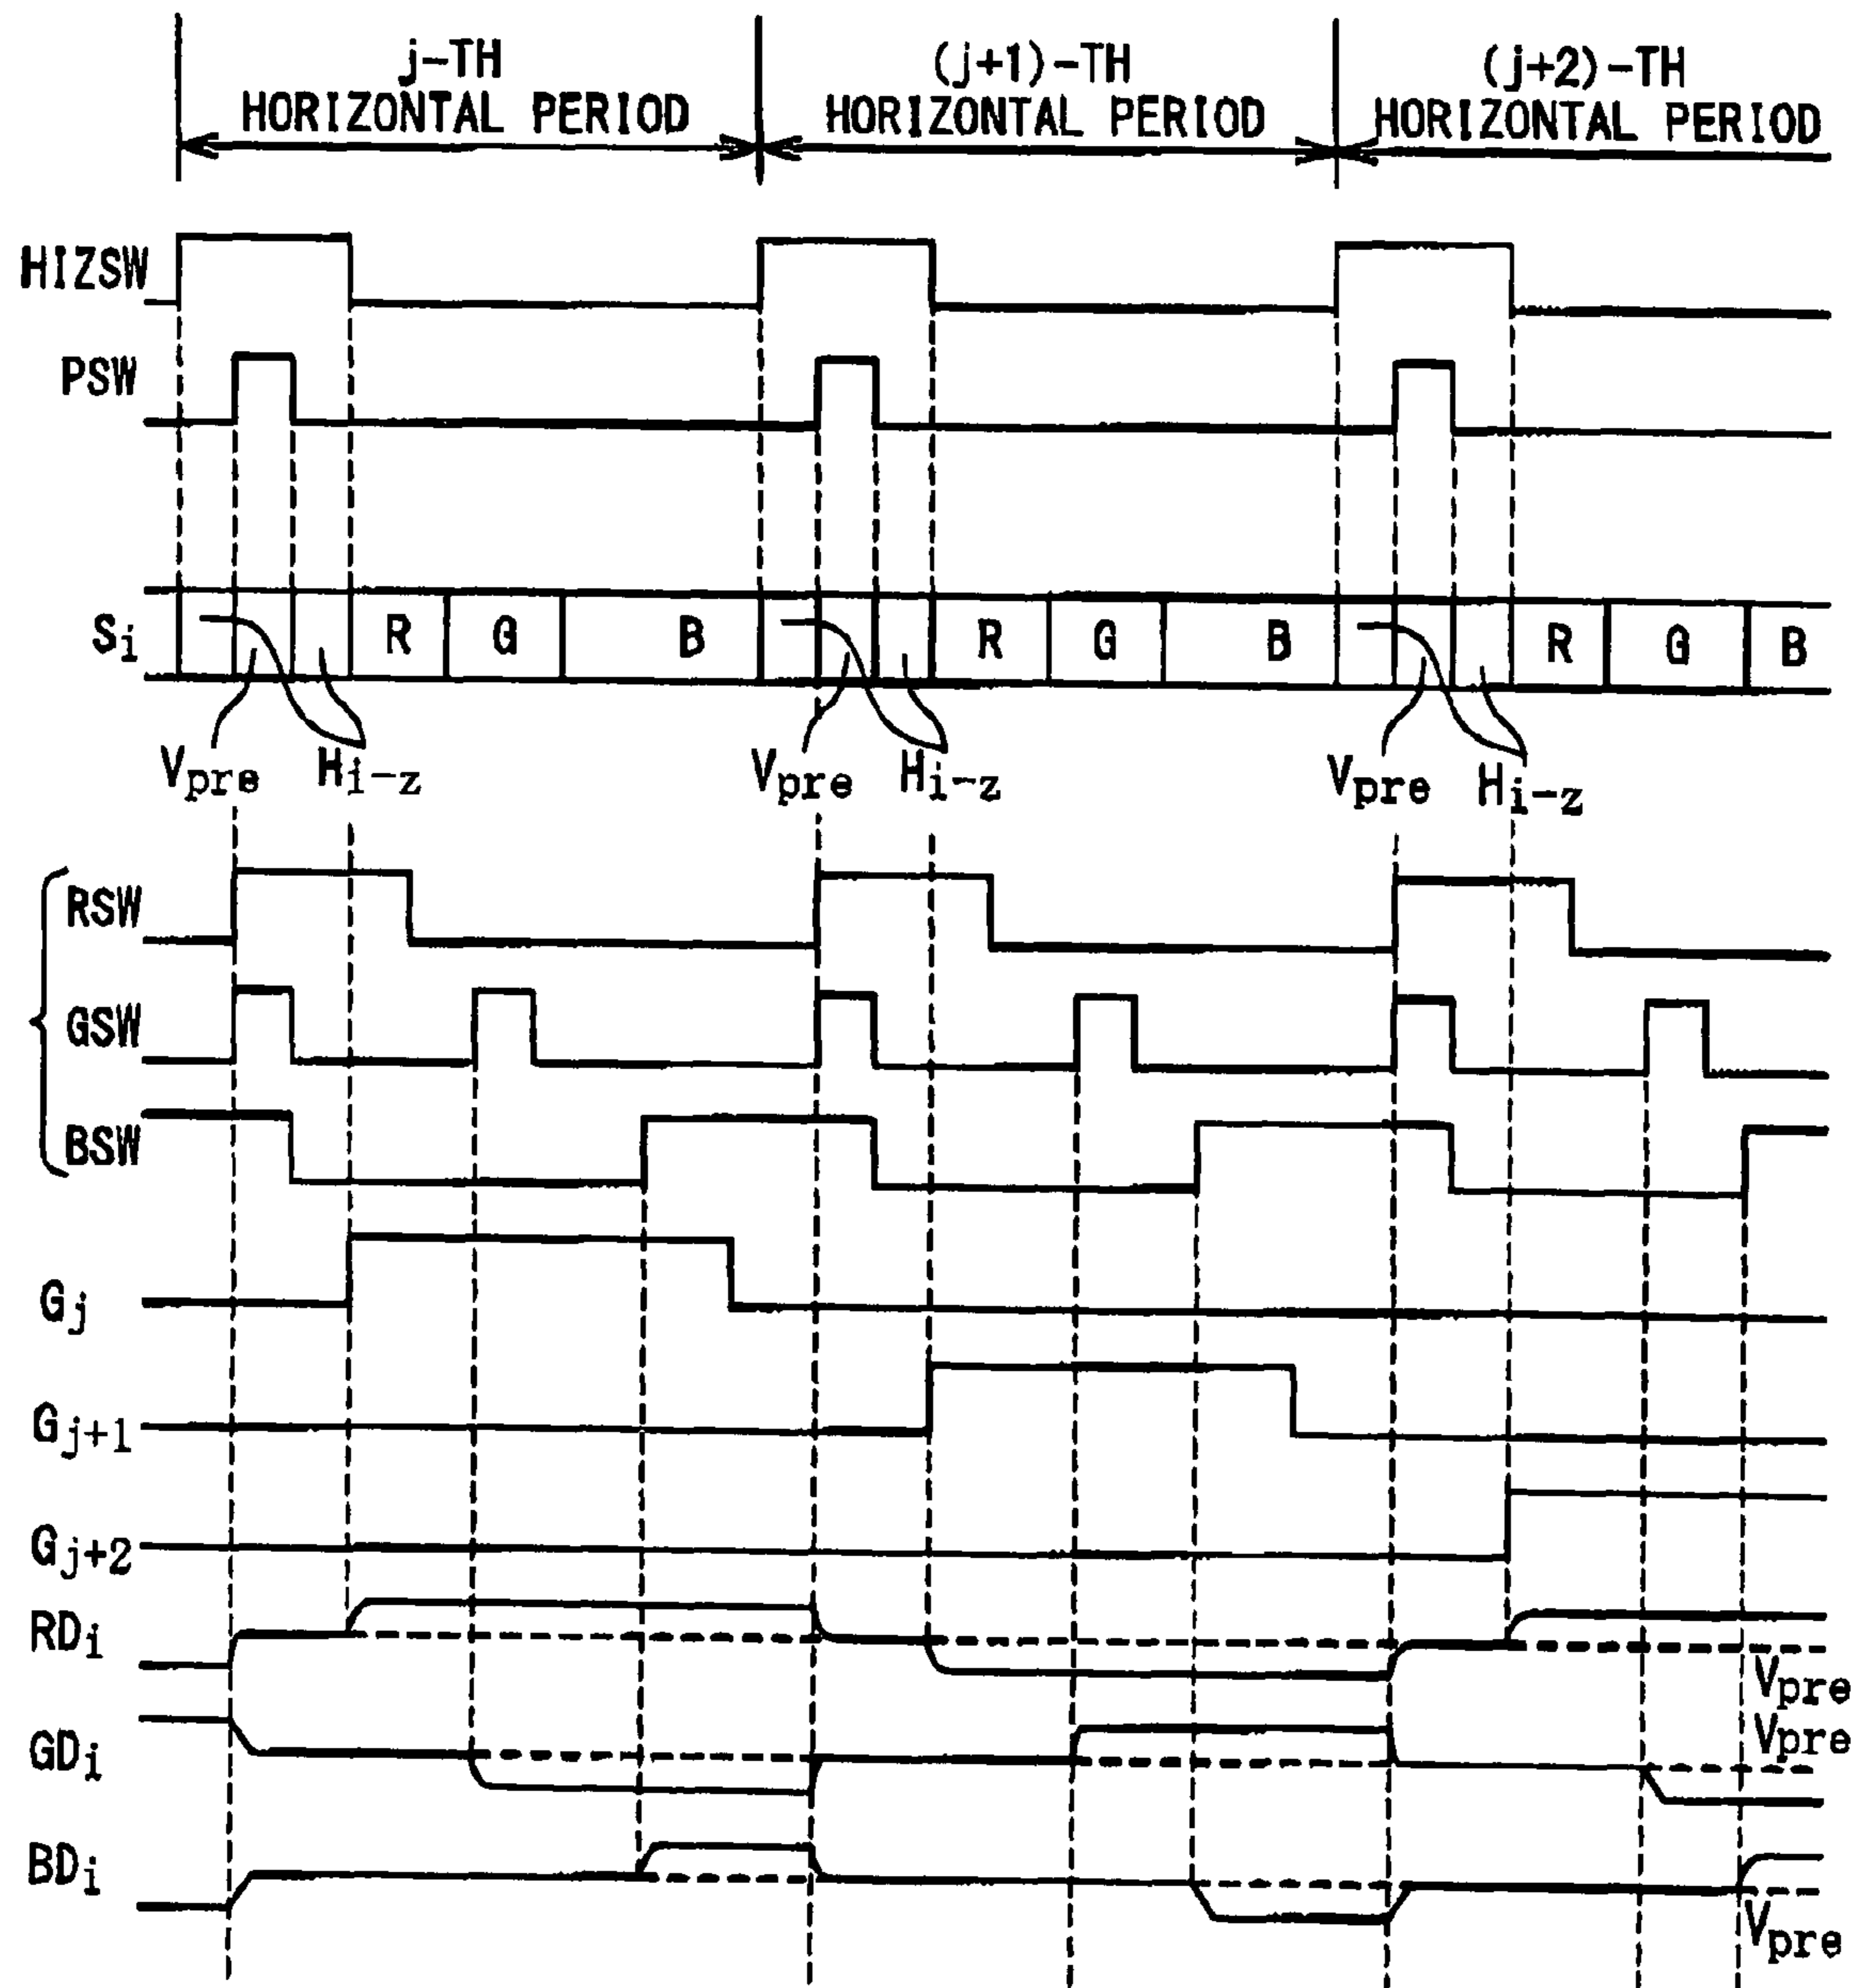 j-TH
HORIZONTAL PERIOD
(j+1)-TH
HORIZONTAL PERIOD
(j+2)-TH
HORIZONTAL PERIOD
HIZSW
PSW
Si R G B R G B R G B
Vpre Hi-z Vpre Hi-z Vpre Hi-z
RSW
GSW
BSW
Gj
Gj+1
Gj+2
RDi
Vpre
Vpre
GDi
BDi
Vpre